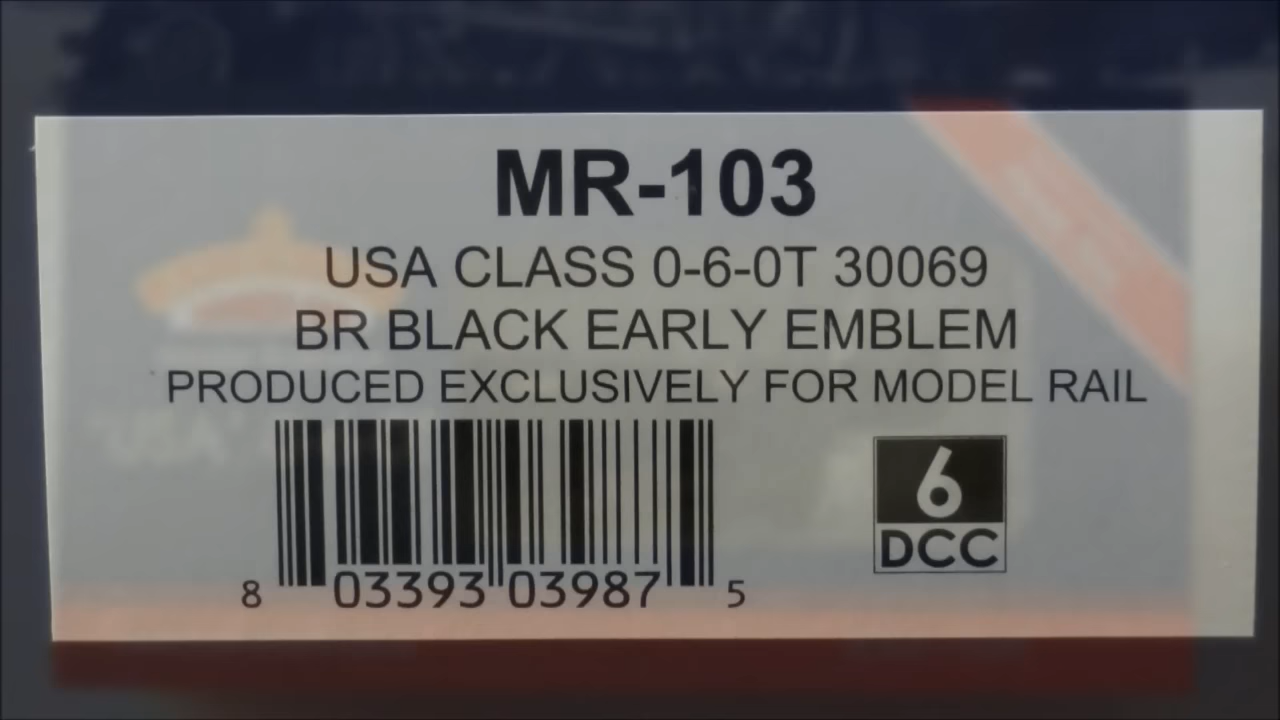 MR-103
USA CLASS 0-6-0T 30069
BR BLACK EARLY EMBLEM
PRODUCED EXCLUSIVELY FOR MODEL RAIL
8 03393 03987 5
6
DCC
'USA'